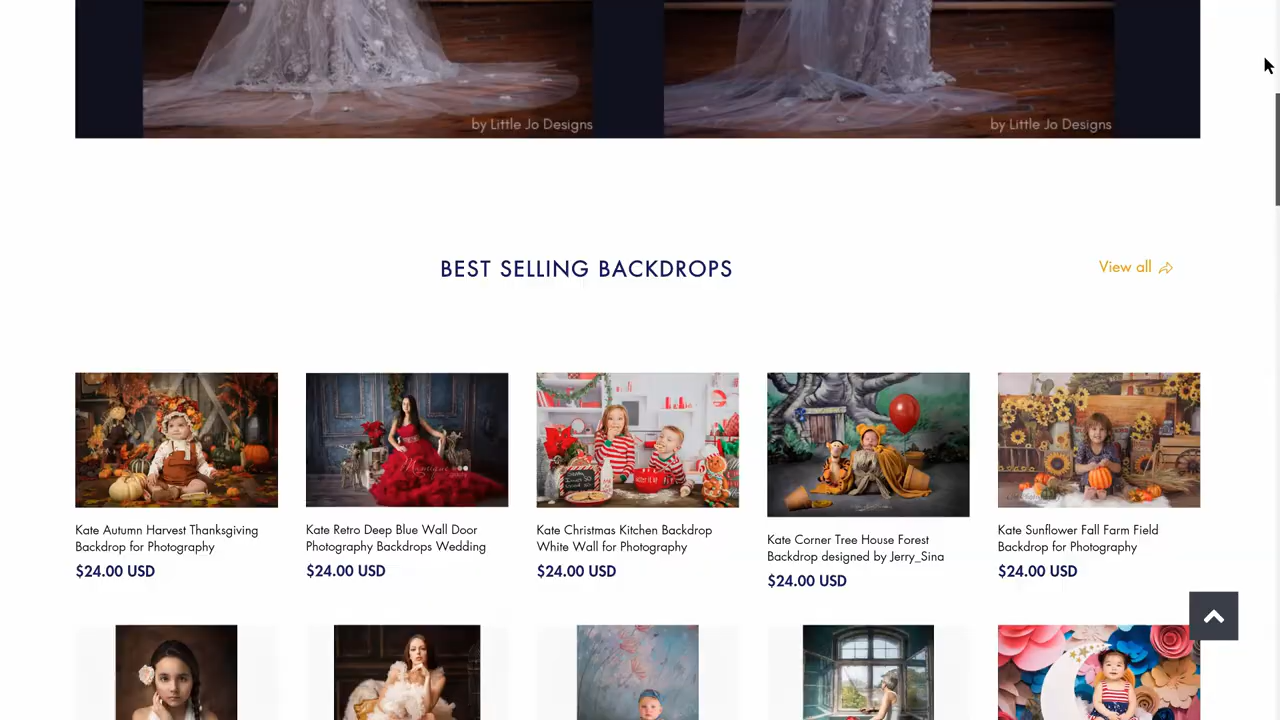 by Little Jo Designs
by Little Jo Designs
BEST SELLING BACKDROPS
View all
Kate Autumn Harvest Thanksgiving
Backdrop for Photography
$24.00 USD
Kate Retro Deep Blue Wall Door
Photography Backdrops Wedding
$24.00 USD
Kate Christmas Kitchen Backdrop
White Wall for Photography
$24.00 USD
Kate Corner Tree House Forest
Backdrop designed by Jerry_Sina
$24.00 USD
Kate Sunflower Fall Farm Field
Backdrop for Photography
$24.00 USD